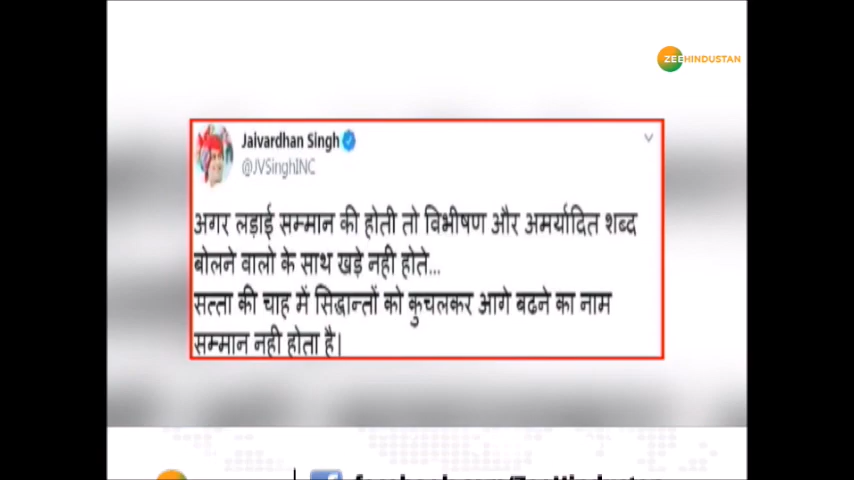 ZEEHINDUSTAN
Jaivardhan Singh
@JVSinghINC
अगर लड़ाई सम्मान की होती तो विभीषण और अमर्यादित शब्द
बोलने वालो के साथ खड़े नही होते...
सत्ता की चाह में सिद्धान्तों को कुचलकर आगे बढने का नाम
सम्मान नही होता है।